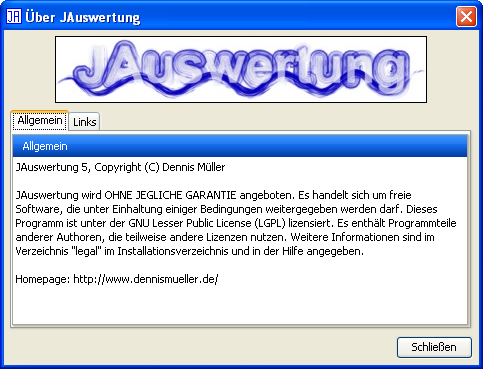 JA Über JAuswertung
JAuswertung
Allgemein Links
Allgemein
JAuswertung 5, Copyright (C) Dennis Müller
JAuswertung wird OHNE JEGLICHE GARANTIE angeboten. Es handelt sich um freie
Software, die unter Einhaltung einiger Bedingungen weitergegeben werden darf. Dieses
Programm ist unter der GNU Lesser Public License (LGPL) lizensiert. Es enthält Programmteile
anderer Authoren, die teilweise andere Lizenzen nutzen. Weitere Informationen sind im
Verzeichnis "legal" im Installationsverzeichnis und in der Hilfe angegeben.
Homepage: http://www.dennismueller.de/
Schließen